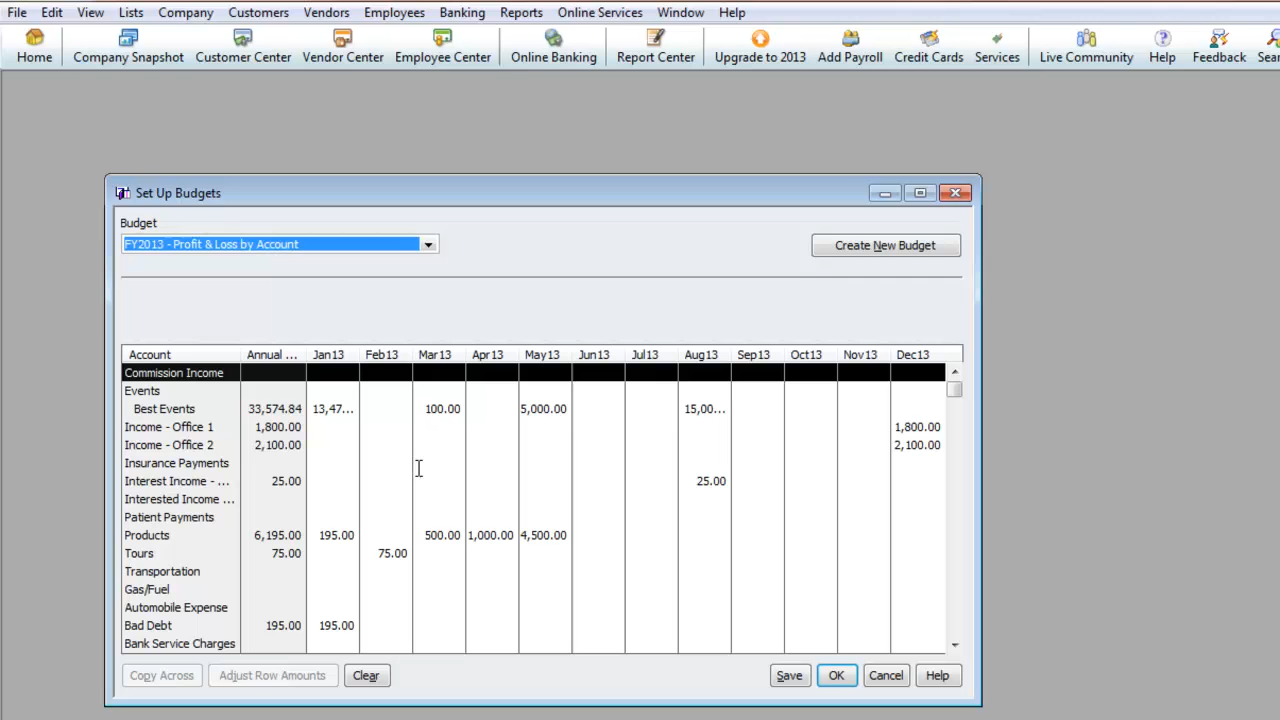 File Edit View Lists Company Customers Vendors Employees Banking Reports Online Services Window Help
Home Company Snapshot Customer Center Vendor Center Employee Center Online Banking Report Center Upgrade to 2013 Add Payroll Credit Cards Services Live Community Help Feedback Sear
Set Up Budgets
Budget
FY2013 - Profit & Loss by Account Create New Budget
Account Annual ... Jan13 Feb13 Mar13 Apr13 May13 Jun13 Jul13 Aug13 Sep13 Oct13 Nov13 Dec13
Commission Income
Events
Best Events 33,574.84 13,47... 100.00 5,000.00 15,00...
Income - Office 1 1,800.00 1,800.00
Income - Office 2 2,100.00 2,100.00
Insurance Payments
Interest Income - ... 25.00 25.00
Interested Income ...
Patient Payments
Products 6,195.00 195.00 500.00 1,000.00 4,500.00
Tours 75.00 75.00
Transportation
Gas/Fuel
Automobile Expense
Bad Debt 195.00 195.00
Bank Service Charges
Copy Across Adjust Row Amounts Clear Save OK Cancel Help